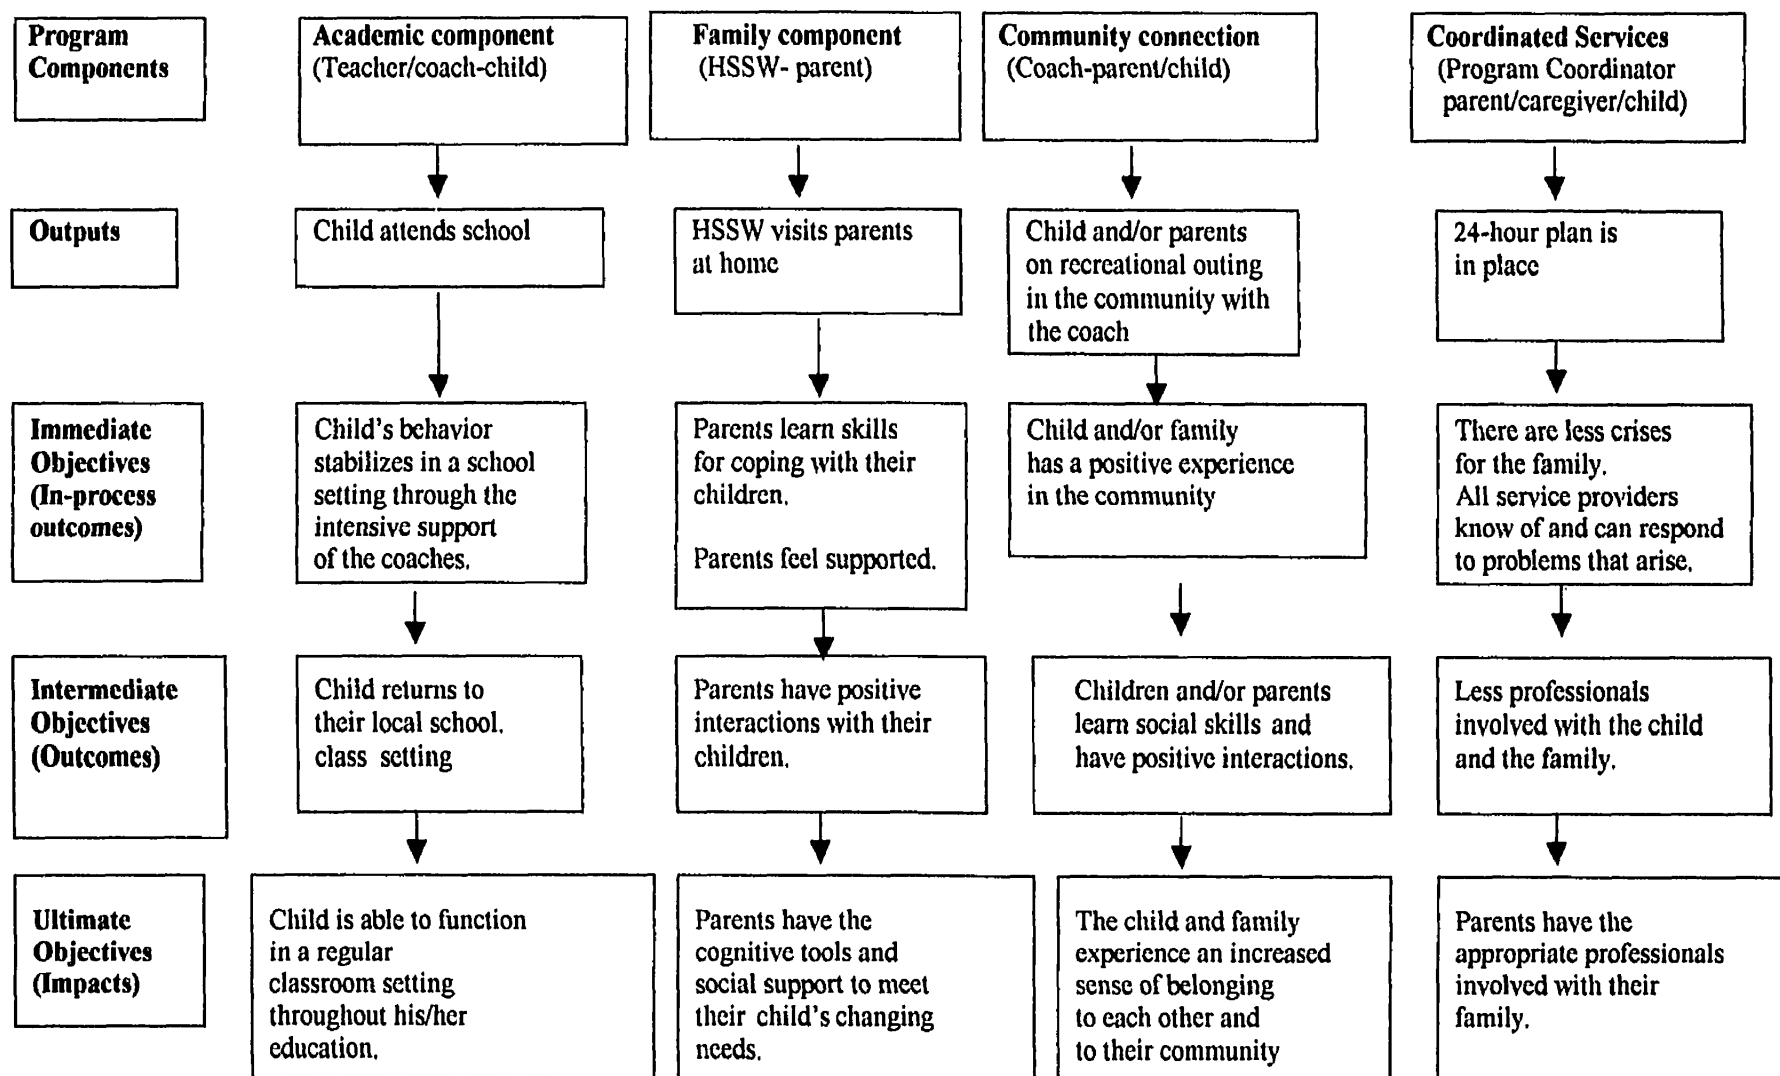 Program
Components
Academic component
(Teacher/coach-child)
Family component
(HSSW- parent)
Community connection
(Coach-parent/child)
Coordinated Services
(Program Coordinator
parent/caregiver/child)
Outputs
Child attends school
HSSW visits parents
at home
Child and/or parents
on recreational outing
in the community with
the coach
24-hour plan is
in place
Immediate
Objectives
(In-process
outcomes)
Child's behavior
stabilizes in a school
setting through the
intensive support
of the coaches.
Parents learn skills
for coping with their
children.
Parents feel supported.
Child and/or family
has a positive experience
in the community
There are less crises
for the family.
All service providers
know of and can respond
to problems that arise.
Intermediate
Objectives
(Outcomes)
Child returns to
their local school.
class setting
Parents have positive
interactions with their
children.
Children and/or parents
learn social skills and
have positive interactions.
Less professionals
involved with the child
and the family.
Ultimate
Objectives
(Impacts)
Child is able to function
in a regular
classroom setting
throughout his/her
education.
Parents have the
cognitive tools and
social support to meet
their child's changing
needs.
The child and family
experience an increased
sense of belonging
to each other and
to their community
Parents have the
appropriate professionals
involved with their
family.